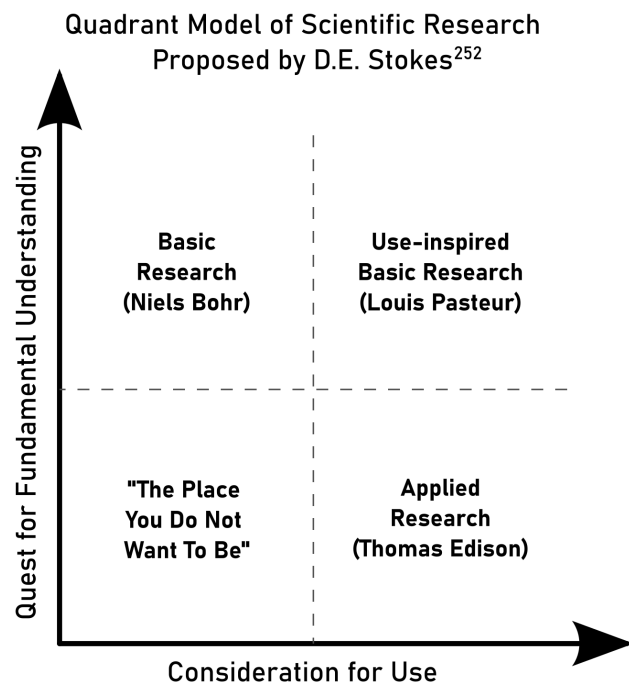 Quadrant Model of Scientific Research
Proposed by D.E. Stokes²⁵²
Quest for Fundamental Understanding
Basic
Research
(Niels Bohr)
Use-inspired
Basic Research
(Louis Pasteur)
"The Place
You Do Not
Want To Be"
Applied
Research
(Thomas Edison)
Consideration for Use